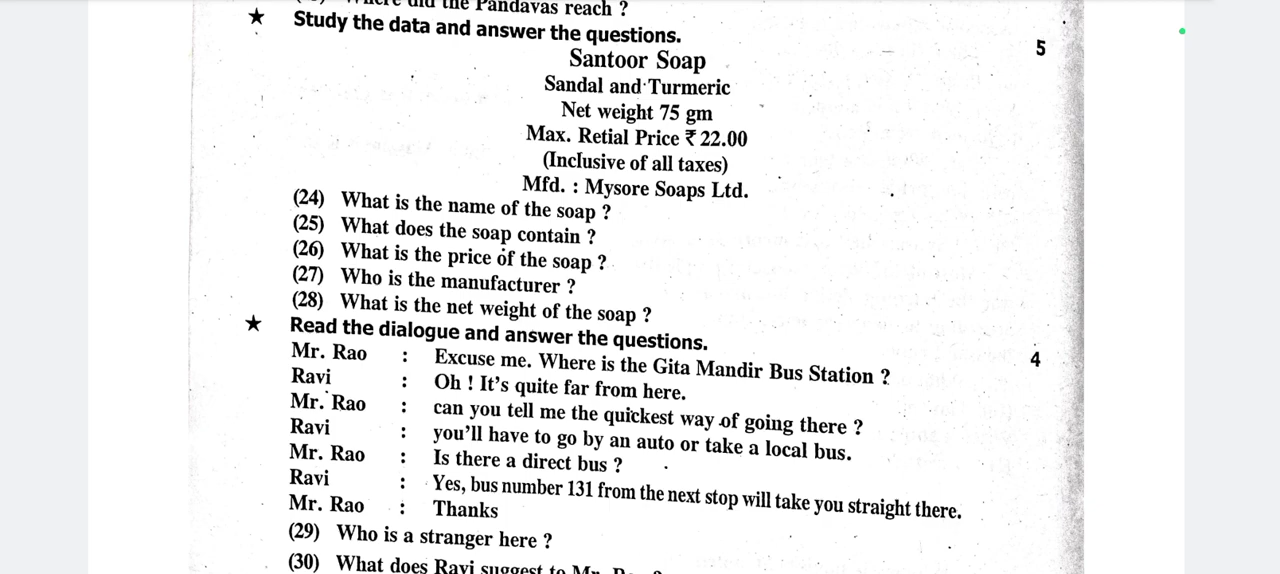 did the Pandavas reach ?
★ Study the data and answer the questions. 5
Santoor Soap
Sandal and Turmeric
Net weight 75 gm
Max. Retial Price ₹ 22.00
(Inclusive of all taxes)
Mfd. : Mysore Soaps Ltd.
(24) What is the name of the soap ?
(25) What does the soap contain ?
(26) What is the price of the soap ?
(27) Who is the manufacturer ?
(28) What is the net weight of the soap ?
★ Read the dialogue and answer the questions. 4
Mr. Rao : Excuse me. Where is the Gita Mandir Bus Station ?
Ravi : Oh ! It's quite far from here.
Mr. Rao : can you tell me the quickest way of going there ?
Ravi : you'll have to go by an auto or take a local bus.
Mr. Rao : Is there a direct bus ?
Ravi : Yes, bus number 131 from the next stop will take you straight there.
Mr. Rao : Thanks
(29) Who is a stranger here ?
(30) What does Ravi suggest to